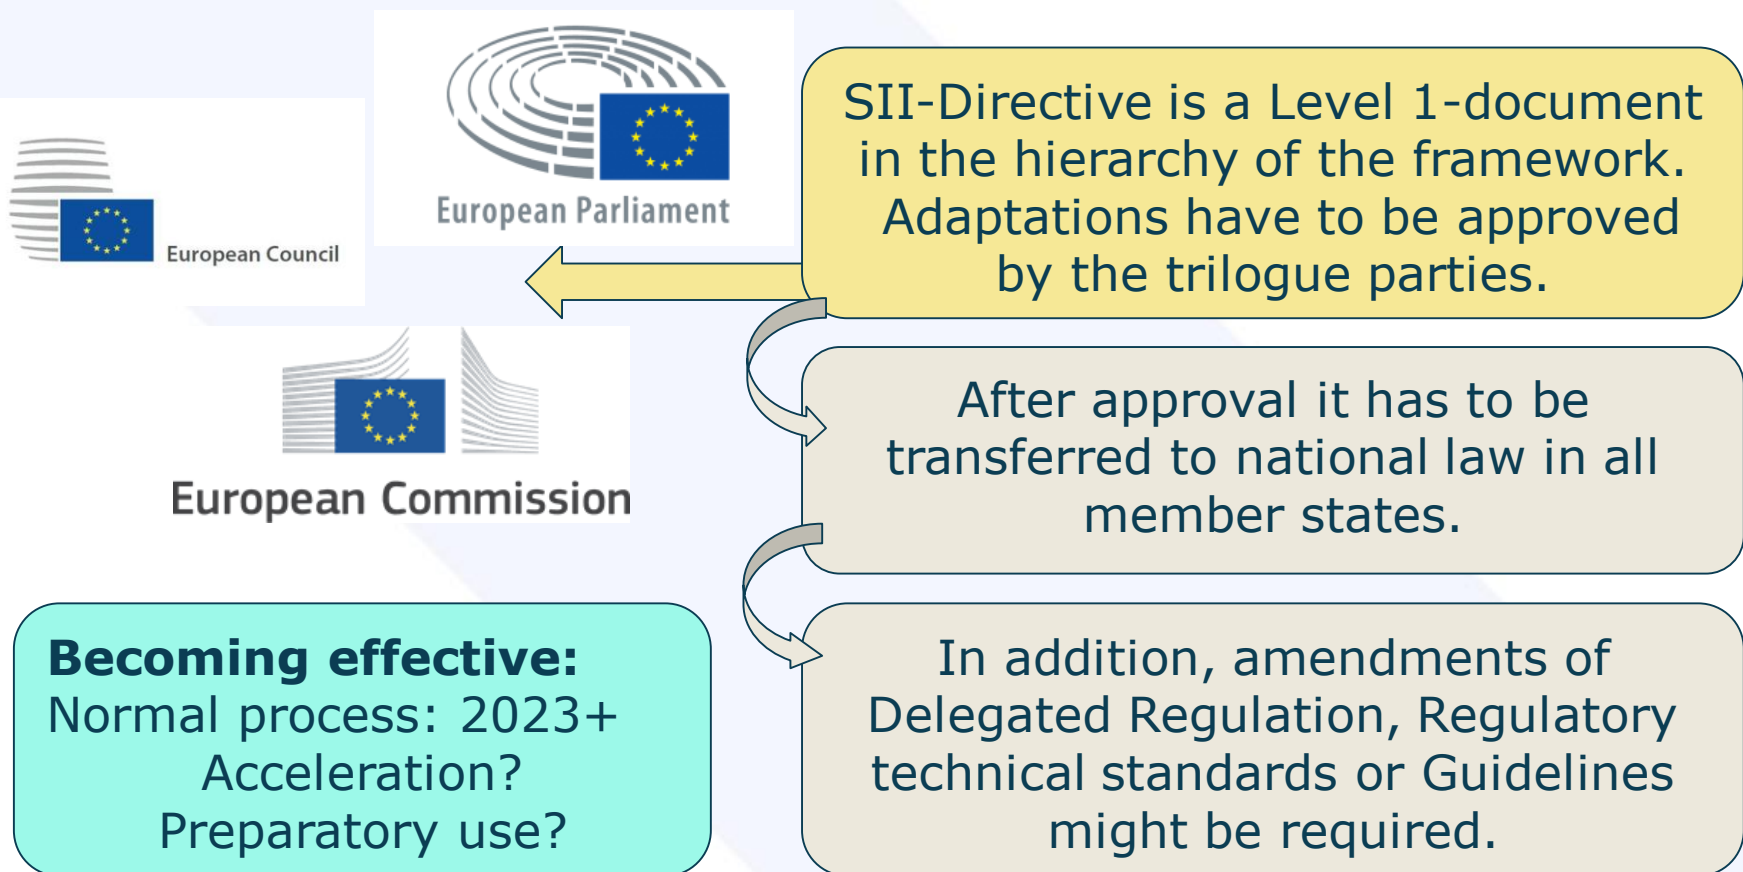 European Parliament
European Council
European Commission
SII-Directive is a Level 1-document
in the hierarchy of the framework.
Adaptations have to be approved
by the trilogue parties.
After approval it has to be
transferred to national law in all
member states.
Becoming effective:
Normal process: 2023+
Acceleration?
Preparatory use?
In addition, amendments of
Delegated Regulation, Regulatory
technical standards or Guidelines
might be required.